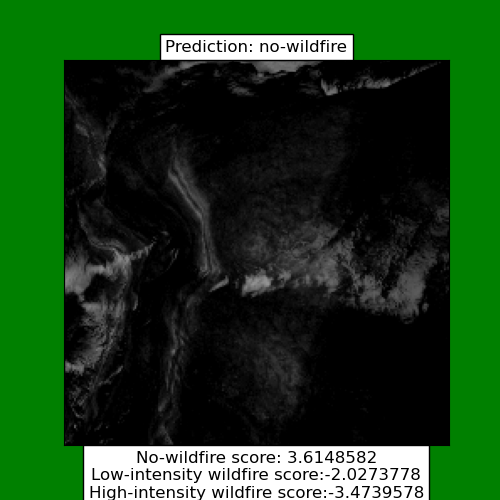 Prediction: no-wildfire
No-wildfire score: 3.6148582
Low-intensity wildfire score:-2.0273778
High-intensity wildfire score:-3.4739578